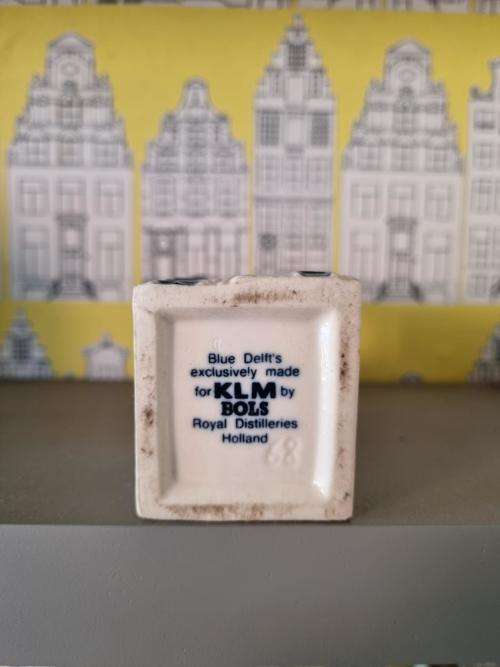 Blue Delft's
exclusively made
for KLM by
BOLS
Royal Distilleries
Holland
68